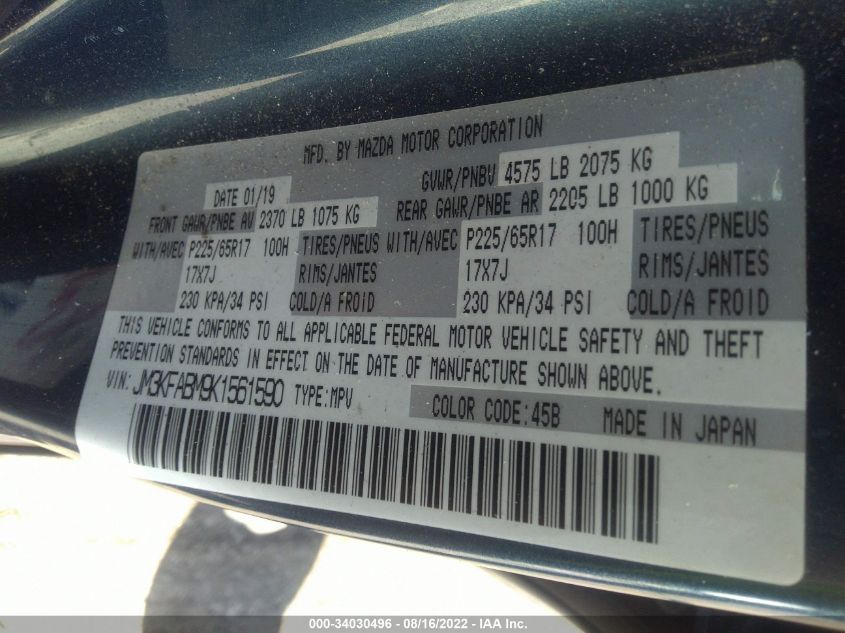 MFD. BY MAZDA MOTOR CORPORATION
DATE 01/19 GVWR/PNBV 4575 LB 2075 KG
FRONT GAWR/PNBE AV 2370 LB 1075 KG REAR GAWR/PNBE AR 2205 LB 1000 KG
WITH/AVEC P225/65R17 100H TIRES/PNEUS WITH/AVEC P225/65R17 100H TIRES/PNEUS
17X7J RIMS/JANTES 17X7J RIMS/JANTES
230 KPA/34 PSI COLD/A FROID 230 KPA/34 PSI COLD/A FROID
THIS VEHICLE CONFORMS TO ALL APPLICABLE FEDERAL MOTOR VEHICLE SAFETY AND THEFT
PREVENTION STANDARDS IN EFFECT ON THE DATE OF MANUFACTURE SHOWN ABOVE.
VIN: JM3KFABM9K1561590 TYPE:MPV COLOR CODE:45B MADE IN JAPAN
000-34030496 - 08/16/2022 - IAA Inc.